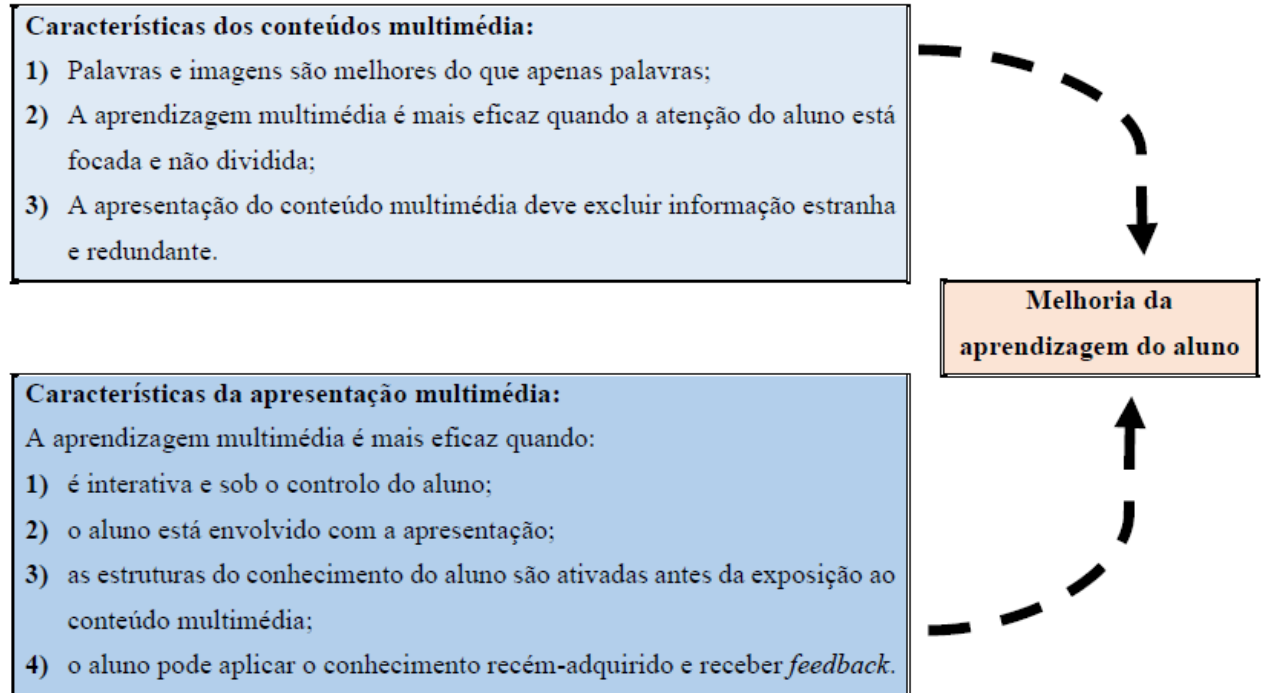 Características dos conteúdos multimédia:
1) Palavras e imagens são melhores do que apenas palavras;
2) A aprendizagem multimédia é mais eficaz quando a atenção do aluno está
focada e não dividida;
3) A apresentação do conteúdo multimédia deve excluir informação estranha
e redundante.
Melhoria da
aprendizagem do aluno
Características da apresentação multimédia:
A aprendizagem multimédia é mais eficaz quando:
1) é interativa e sob o controlo do aluno;
2) o aluno está envolvido com a apresentação;
3) as estruturas do conhecimento do aluno são ativadas antes da exposição ao
conteúdo multimédia;
4) o aluno pode aplicar o conhecimento recém-adquirido e receber feedback.